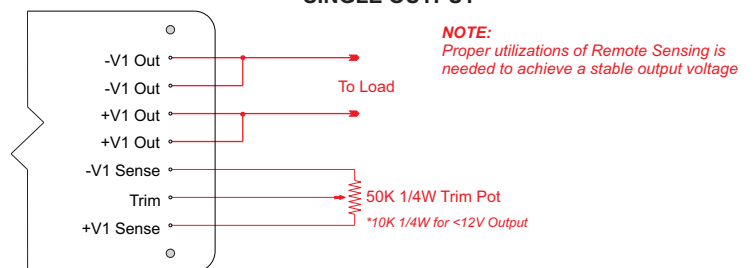 NOTE:
Proper utilizations of Remote Sensing is
needed to achieve a stable output voltage
-V1 Out
-V1 Out
To Load
+V1 Out
+V1 Out
-V1 Sense
Trim
50K 1/4W Trim Pot
*10K 1/4W for <12V Output
+V1 Sense